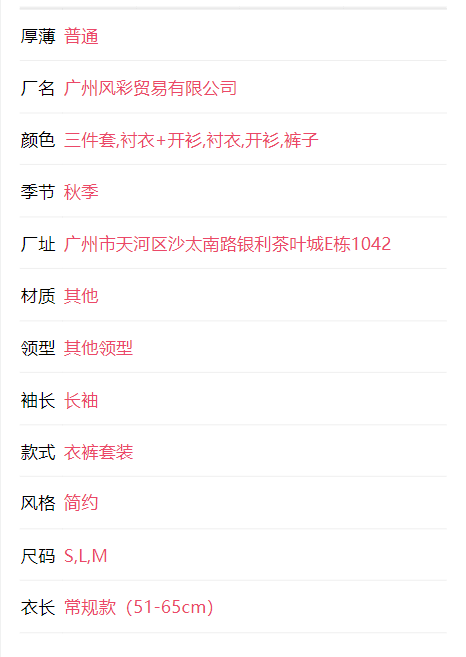 厚薄 普通
厂名 广州风彩贸易有限公司
颜色 三件套,衬衣+开衫,衬衣,开衫,裤子
季节 秋季
厂址 广州市天河区沙太南路银利茶叶城E栋1042
材质 其他
领型 其他领型
袖长 长袖
款式 衣裤套装
风格 简约
尺码 S,L,M
衣长 常规款（51-65cm）